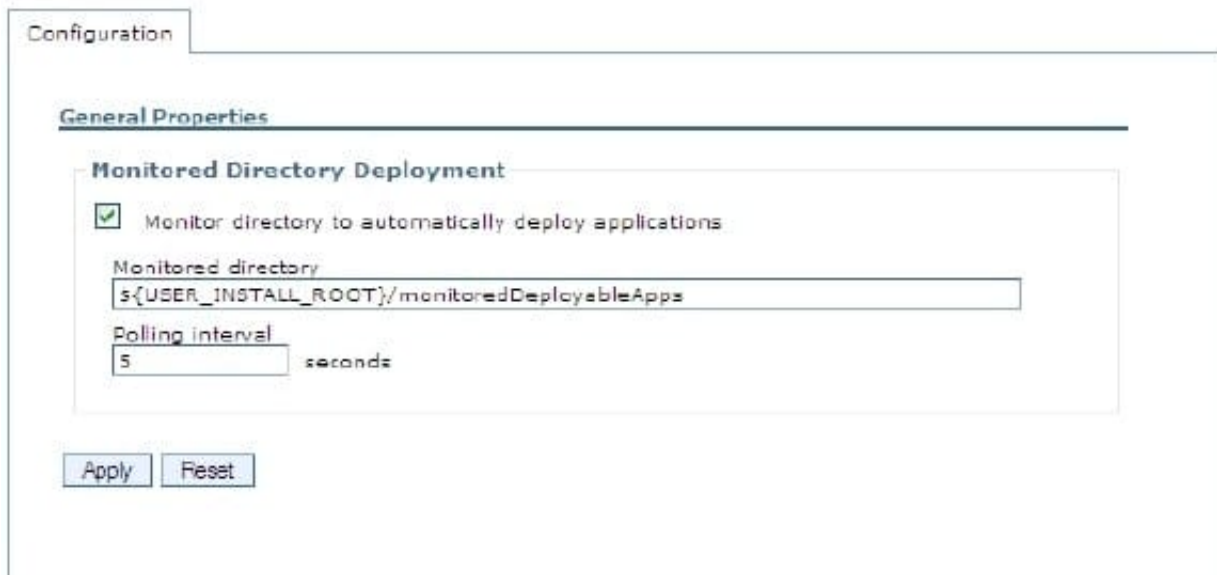 Configuration
General Properties
Monitored Directory Deployment
Monitor directory to automatically deploy applications
Monitored directory
${USER_INSTALL_ROOT}/monitoredDeployableApps
Polling interval
5 seconds
Apply Reset